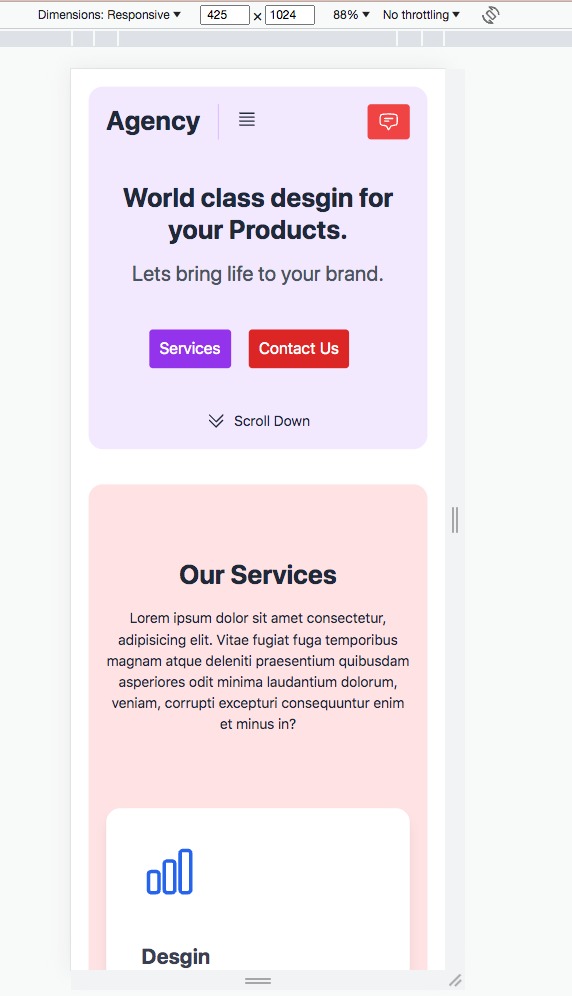 Dimensions: Responsive ▼ 425 × 1024 88% ▼ No throttling ▼
Agency
World class desgin for
your Products.
Lets bring life to your brand.
Services Contact Us
Scroll Down
Our Services
Lorem ipsum dolor sit amet consectetur,
adipisicing elit. Vitae fugiat fuga temporibus
magnam atque deleniti praesentium quibusdam
asperiores odit minima laudantium dolorum,
veniam, corrupti excepturi consequuntur enim
et minus in?
Desgin